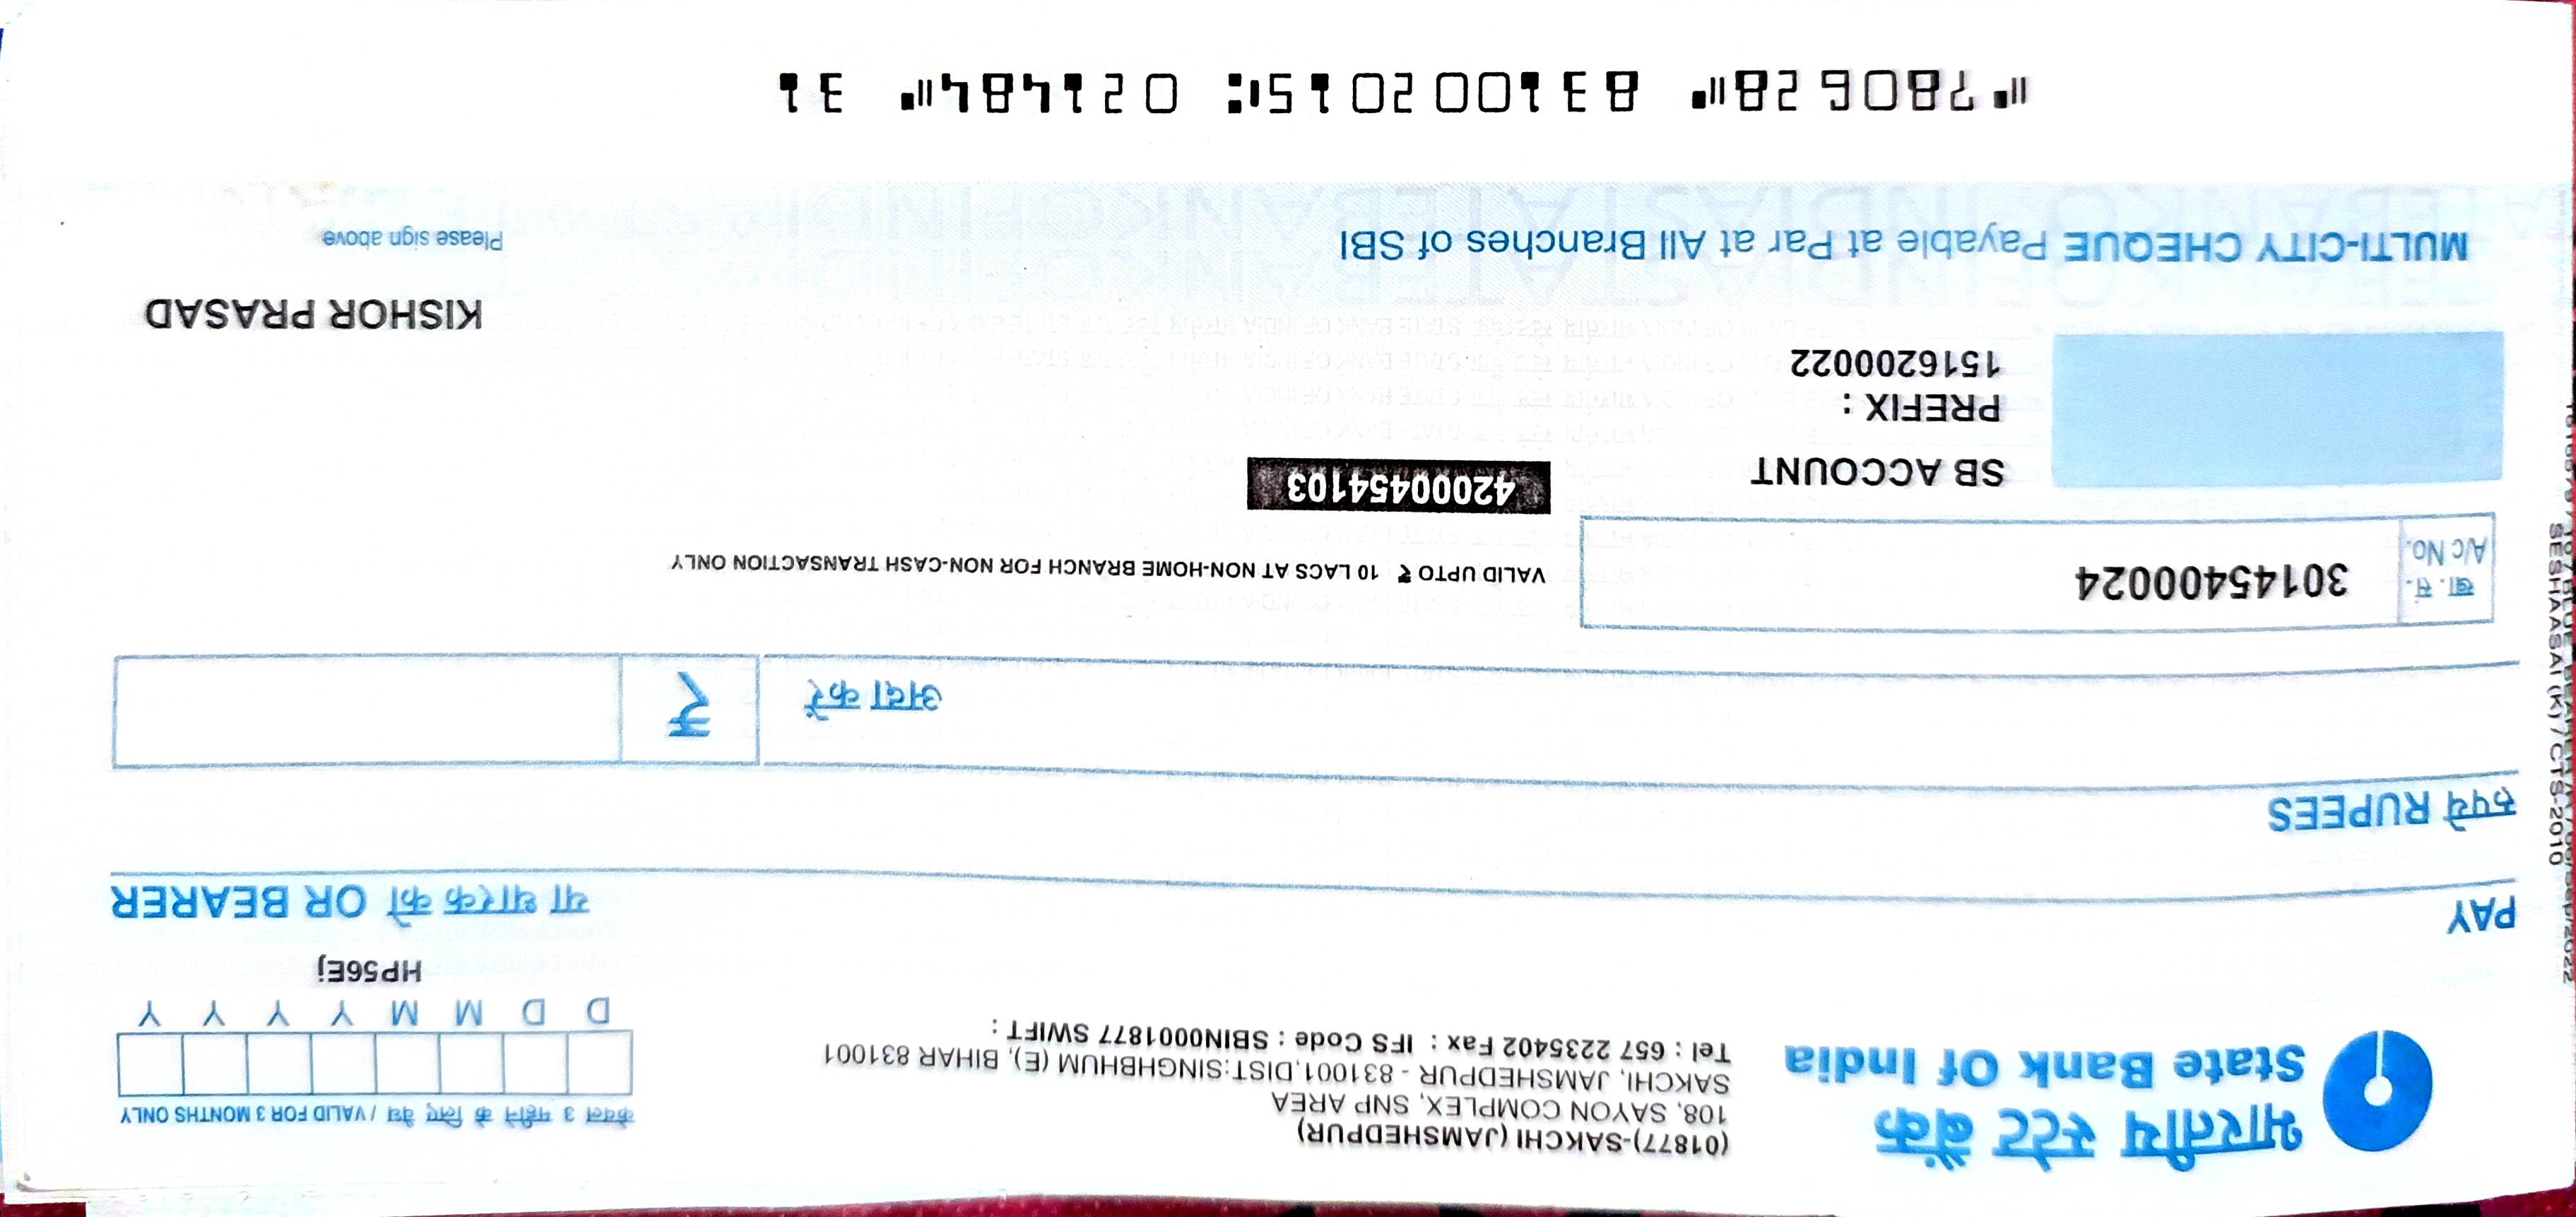 भारतीय स्टेट बैंक
State Bank Of India
(01877)-SAKCHI (JAMSHEDPUR)
108, SAYON COMPLEX, SNP AREA
SAKCHI, JAMSHEDPUR - 831001,DIST:SINGHBHUM (E), BIHAR 831001
Tel : 657 2235402 Fax : IFS Code : SBIN0001877 SWIFT :
केवल 3 महीने के लिए वैध / VALID FOR 3 MONTHS ONLY
D D M M Y Y Y Y
HP56Ej
PAY
या धारक को OR BEARER
रुपये RUPEES
अदा करें ₹
खा. सं.
A/c No.
30145400024
VALID UPTO ₹ 10 LACS AT NON-HOME BRANCH FOR NON-CASH TRANSACTION ONLY
42000454103
SB ACCOUNT
PREFIX :
1516200022
KISHOR PRASAD
MULTI-CITY CHEQUE Payable at Par at All Branches of SBI
Please sign above
⑈780628⑈ 831002015⑆ 021484⑈ 31
SESHAASAI (K) / CTS-2010